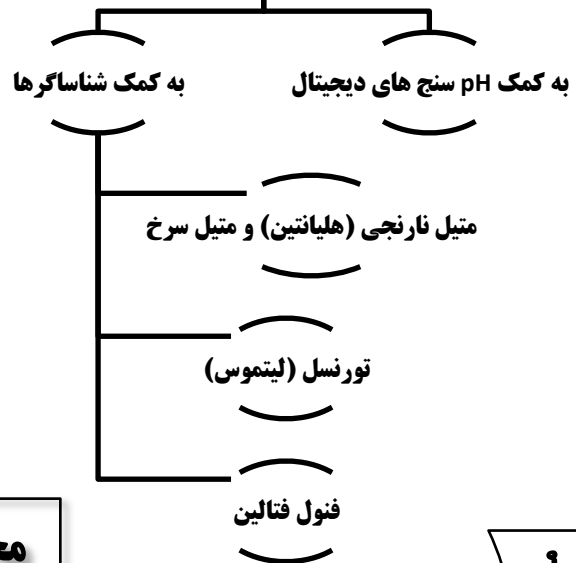 به کمک pH سنج های دیجیتال
به کمک شناساگرها
متیل نارنجی (هلیانتین) و متیل سرخ
تورنسل (لیتموس)
فنول فتالین